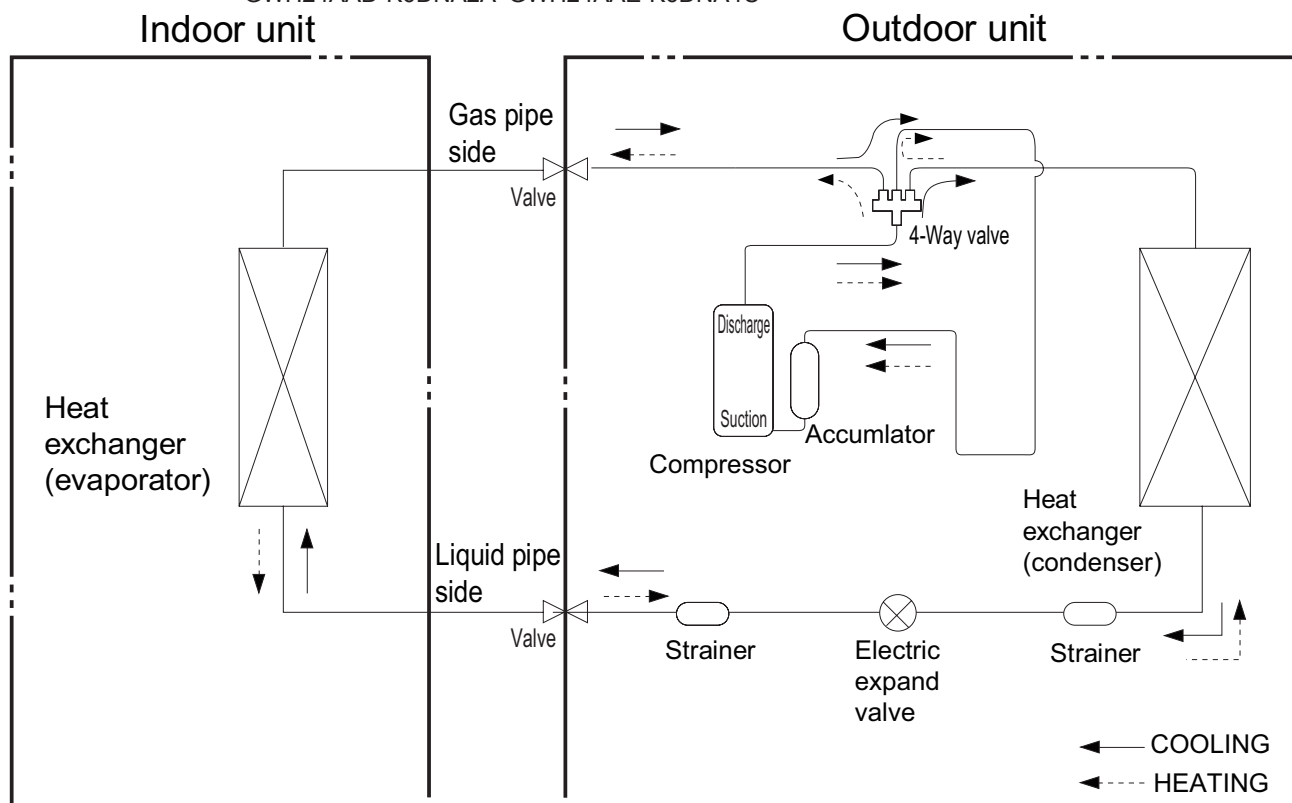 Indoor unit
Outdoor unit
Gas pipe
side
Valve
4-Way valve
Discharge
Suction
Accumlator
Compressor
Heat
exchanger
(evaporator)
Heat
exchanger
(condenser)
Liquid pipe
side
Valve
Strainer
Electric
expand
valve
Strainer
COOLING
HEATING